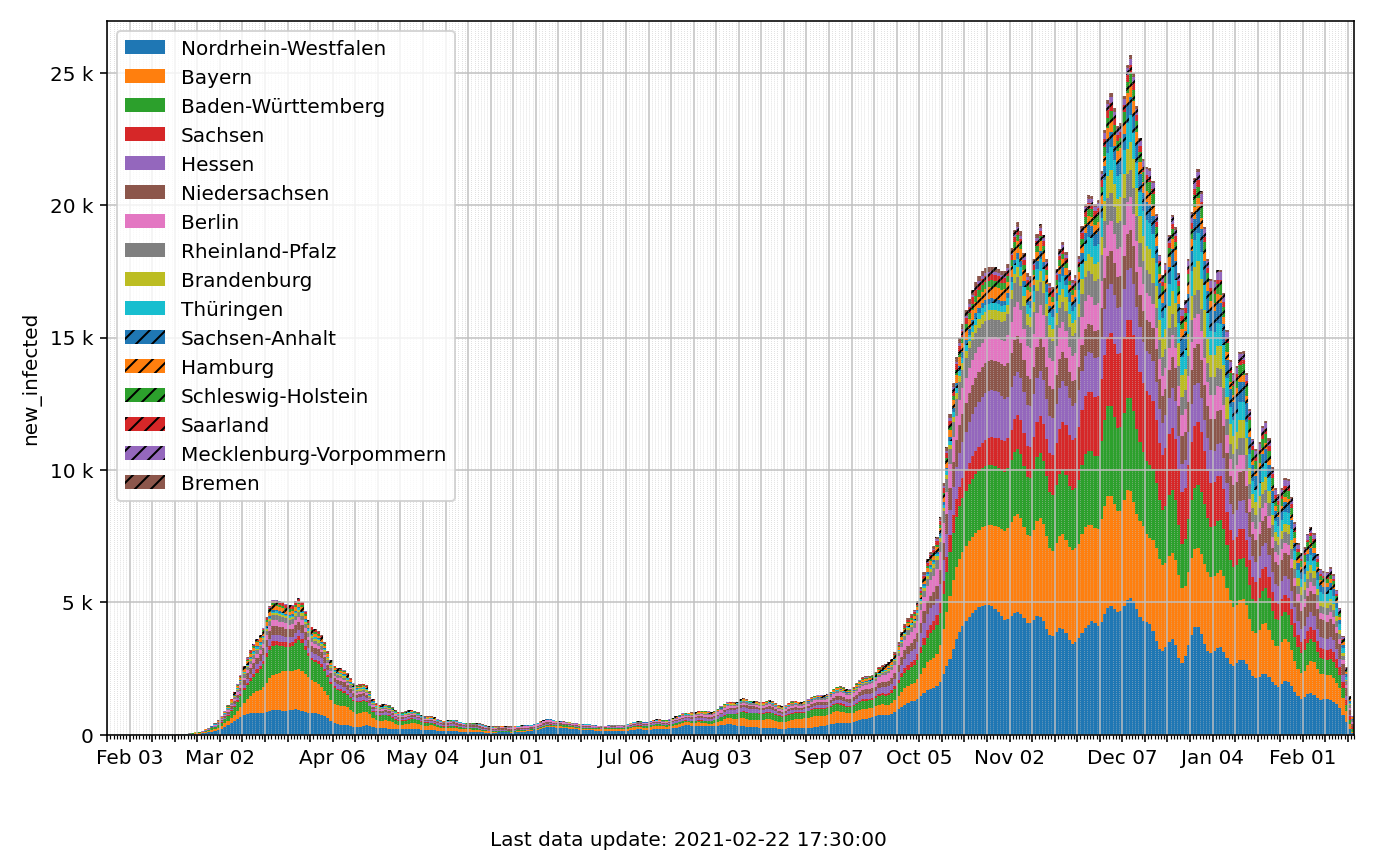 25 k
20 k
15 k
10 k
5 k
0
new_infected
Nordrhein-Westfalen
Bayern
Baden-Württemberg
Sachsen
Hessen
Niedersachsen
Berlin
Rheinland-Pfalz
Brandenburg
Thüringen
Sachsen-Anhalt
Hamburg
Schleswig-Holstein
Saarland
Mecklenburg-Vorpommern
Bremen
Feb 03 Mar 02 Apr 06 May 04 Jun 01 Jul 06 Aug 03 Sep 07 Oct 05 Nov 02 Dec 07 Jan 04 Feb 01
Last data update: 2021-02-22 17:30:00